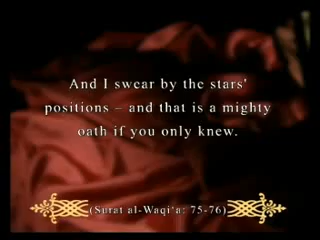 And I swear by the stars'
positions – and that is a mighty
oath if you only knew.
(Surat al-Waqi'a: 75-76)